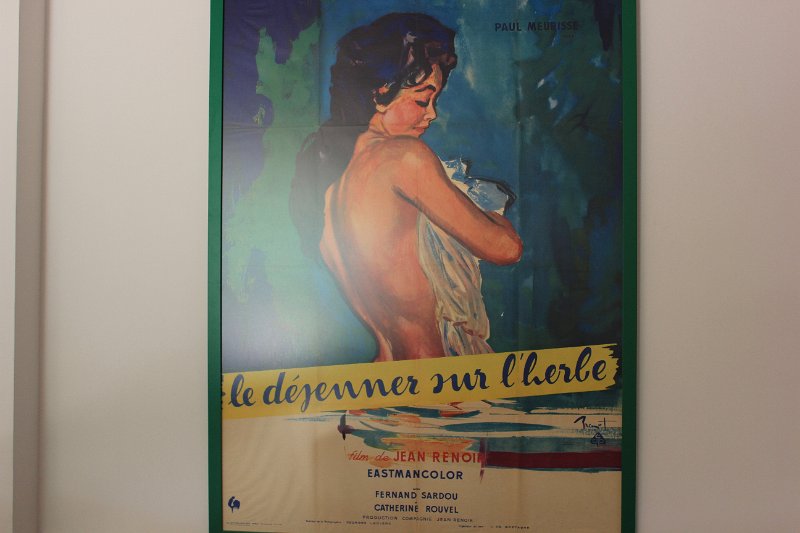 PAUL MEURISSE
le déjeuner sur l'herbe
film de JEAN RENOIR
EASTMANCOLOR
FERNAND SARDOU
CATHERINE ROUVEL
PRODUCTION COMPAGNIE JEAN RENOIR